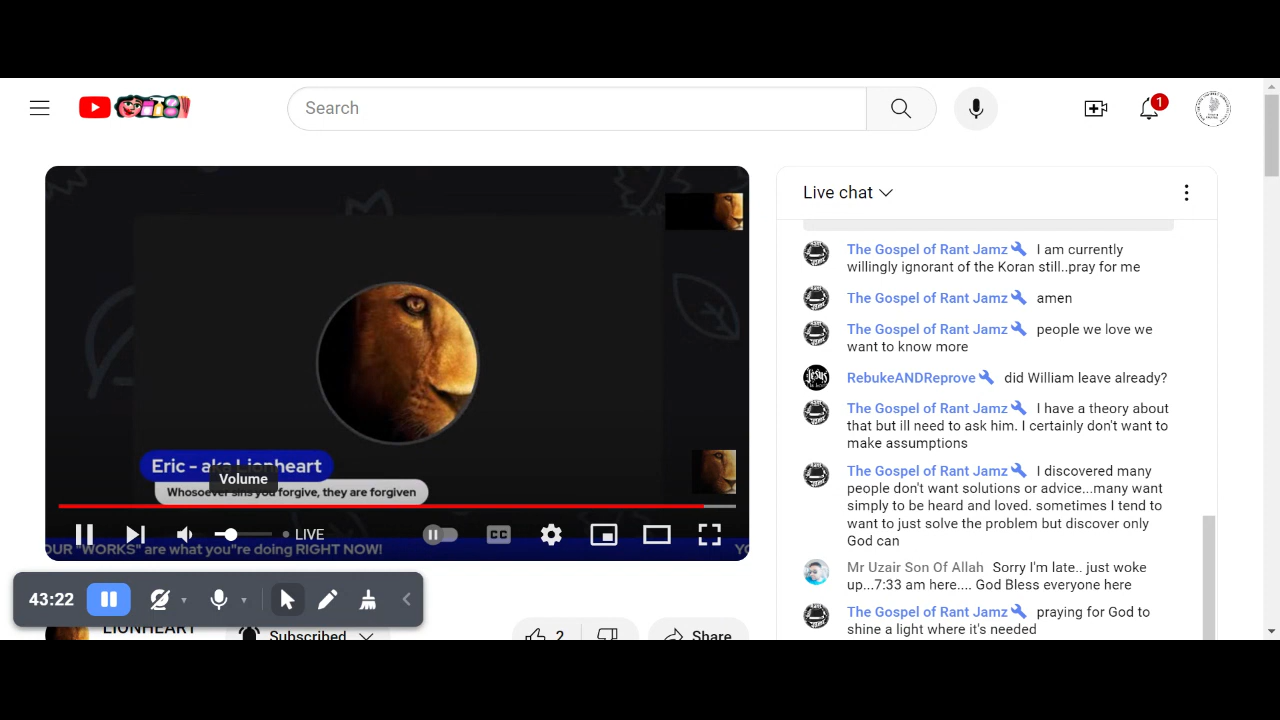 Search
1
Live chat
The Gospel of Rant Jamz I am currently
willingly ignorant of the Koran still..pray for me
The Gospel of Rant Jamz amen
The Gospel of Rant Jamz people we love we
want to know more
RebukeANDReprove did William leave already?
The Gospel of Rant Jamz I have a theory about
that but ill need to ask him. I certainly don't want to
make assumptions
The Gospel of Rant Jamz I discovered many
people don't want solutions or advice...many want
simply to be heard and loved. sometimes I tend to
want to just solve the problem but discover only
God can
Mr Uzair Son Of Allah Sorry I'm late.. just woke
up...7:33 am here.... God Bless everyone here
The Gospel of Rant Jamz praying for God to
shine a light where it's needed
Eric - aka Lionheart
Volume
Whosoever sins you forgive, they are forgiven
LIVE
CC
OUR "WORKS" are what you"re doing RIGHT NOW!
YO
43:22
LIONHEART
Subscribed
2
Share